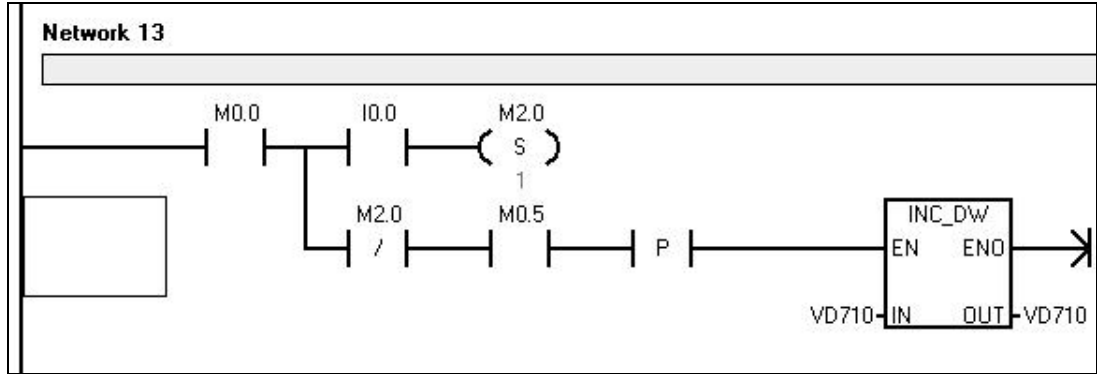 Network 13
M0.0 I0.0 M2.0
S
1
M2.0 M0.5 INC_DW
/ P EN ENO
VD710 IN OUT VD710